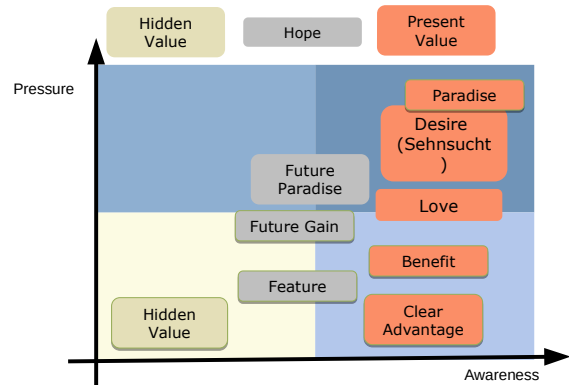 Hidden
Value
Hope
Present
Value
Pressure
Paradise
Desire
(Sehnsucht
)
Future
Paradise
Love
Future Gain
Benefit
Feature
Hidden
Value
Clear
Advantage
Awareness